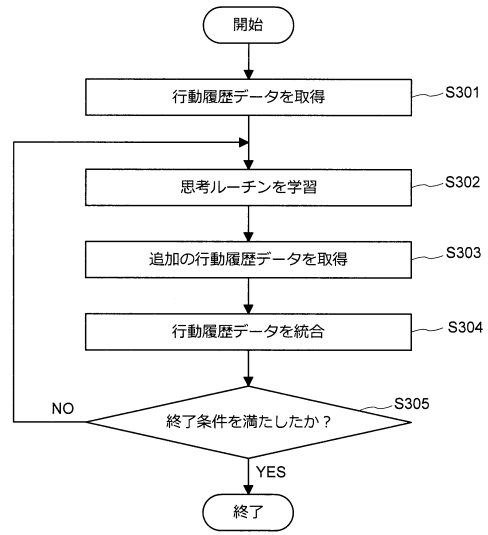 開始
行動履歴データを取得
S301
思考ルーチンを学習
S302
追加の行動履歴データを取得
S303
行動履歴データを統合
S304
終了条件を満たしたか？
S305
NO
YES
終了